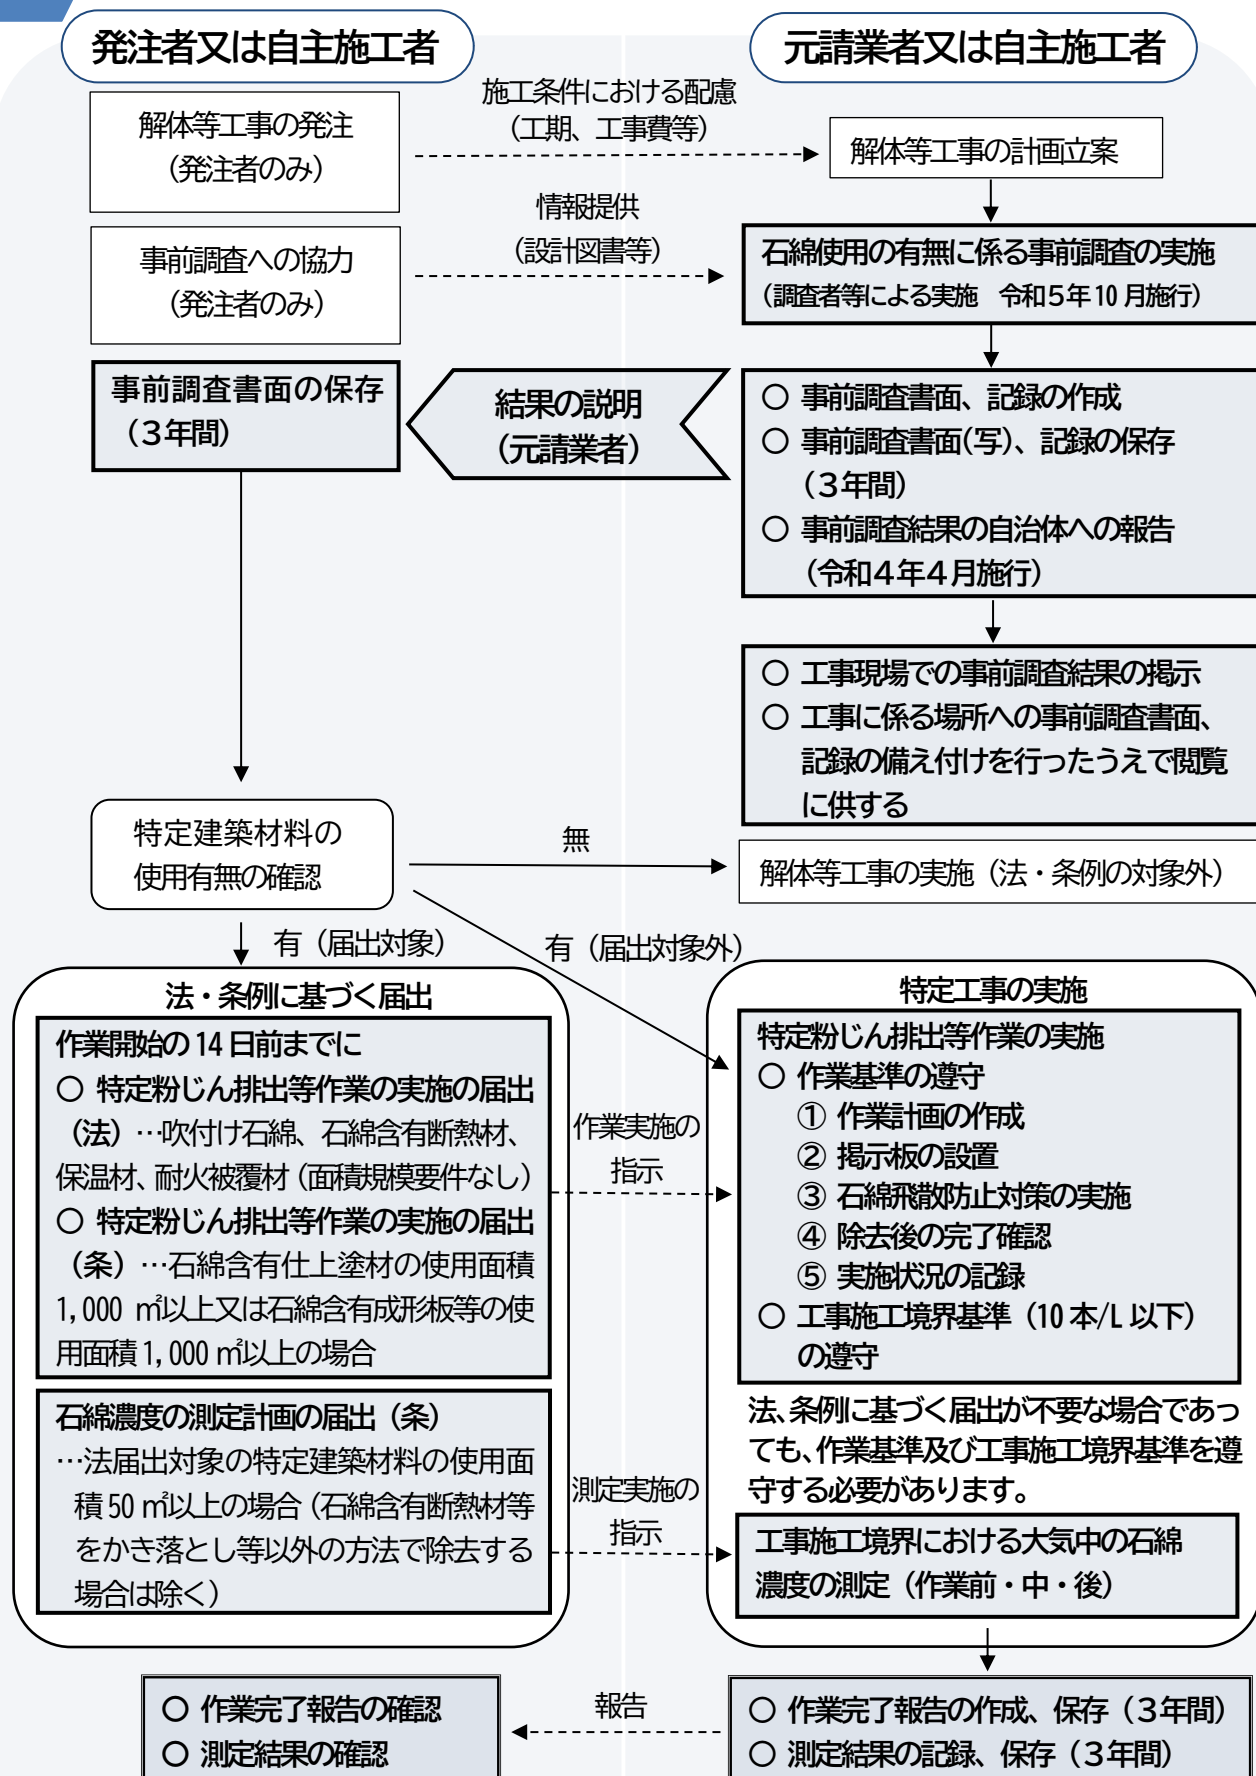 発注者又は自主施工者
元請業者又は自主施工者
解体等工事の発注
(発注者のみ)
施工条件における配慮
(工期、工事費等)
解体等工事の計画立案
事前調査への協力
(発注者のみ)
情報提供
(設計図書等)
石綿使用の有無に係る事前調査の実施
(調査者等による実施　令和5年10月施行)
事前調査書面の保存
(3年間)
結果の説明
(元請業者)
○ 事前調査書面、記録の作成
○ 事前調査書面(写)、記録の保存
(3年間)
○ 事前調査結果の自治体への報告
(令和4年4月施行)
○ 工事現場での事前調査結果の掲示
○ 工事に係る場所への事前調査書面、
記録の備え付けを行ったうえで閲覧
に供する
特定建築材料の
使用有無の確認
無
解体等工事の実施（法・条例の対象外）
有（届出対象）
有（届出対象外）
法・条例に基づく届出
作業開始の14日前までに
○ 特定粉じん排出等作業の実施の届出
（法）…吹付け石綿、石綿含有断熱材、
保温材、耐火被覆材（面積規模要件なし）
○ 特定粉じん排出等作業の実施の届出
（条）…石綿含有仕上塗材の使用面積
1,000 ㎡以上又は石綿含有成形板等の使
用面積1,000㎡以上の場合
石綿濃度の測定計画の届出（条）
…法届出対象の特定建築材料の使用面
積50㎡以上の場合（石綿含有断熱材等
をかき落とし等以外の方法で除去する
場合は除く）
作業実施の
指示
測定実施の
指示
特定工事の実施
特定粉じん排出等作業の実施
○ 作業基準の遵守
① 作業計画の作成
② 掲示板の設置
③ 石綿飛散防止対策の実施
④ 除去後の完了確認
⑤ 実施状況の記録
○ 工事施工境界基準（10本/L以下）
の遵守
法、条例に基づく届出が不要な場合であっ
ても、作業基準及び工事施工境界基準を遵
守する必要があります。
工事施工境界における大気中の石綿
濃度の測定（作業前・中・後）
○ 作業完了報告の確認
○ 測定結果の確認
報告
○ 作業完了報告の作成、保存（3年間）
○ 測定結果の記録、保存（3年間）